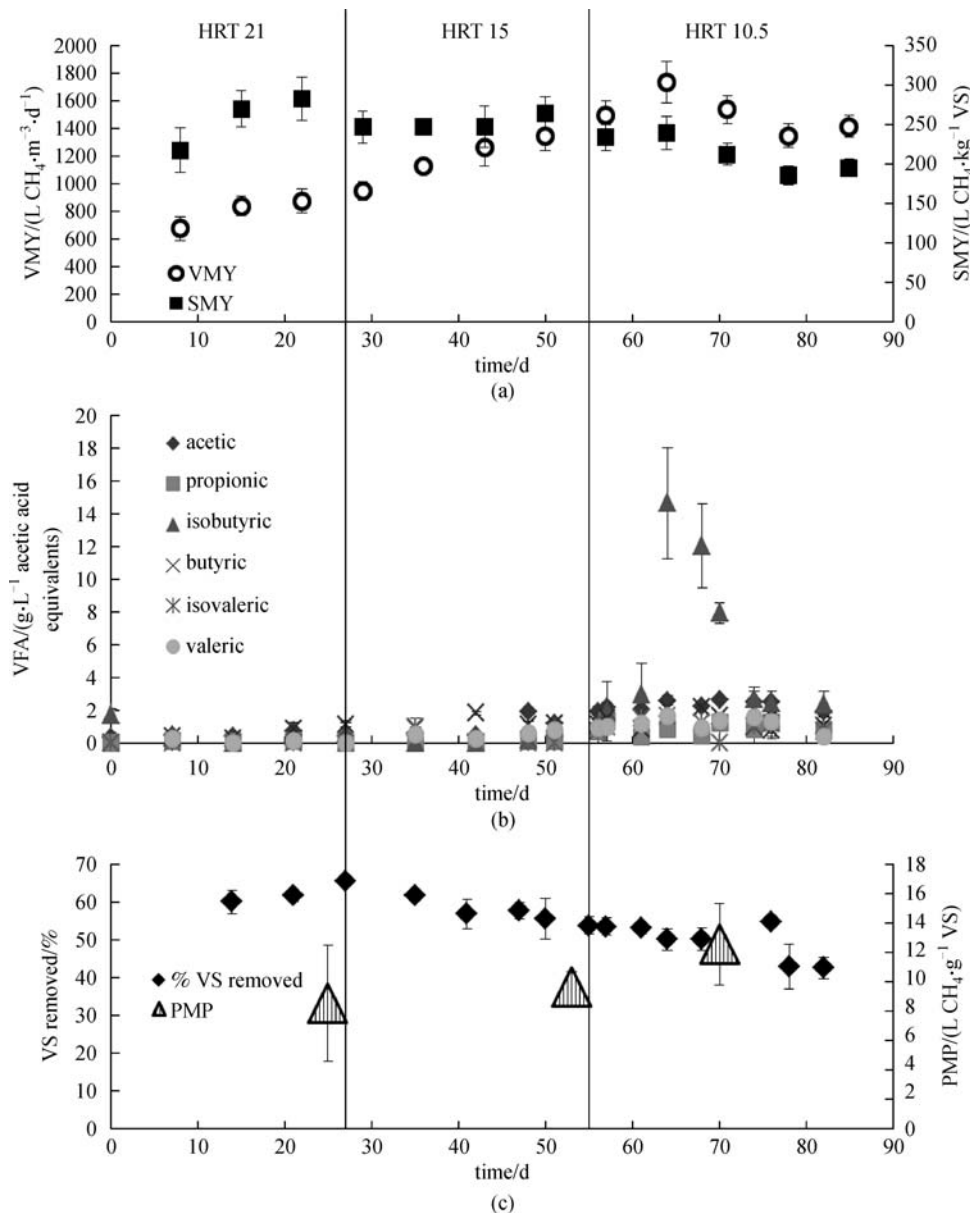 HRT 21 HRT 15 HRT 10.5
2000 1800 1600 1400 1200 1000 800 600 400 200 0
VMY/(L CH₄·m⁻³·d⁻¹)
350 300 250 200 150 100 50 0
SMY/(L CH₄·kg⁻¹ VS)
VMY
SMY
0 10 20 30 40 50 60 70 80 90
time/d
(a)
20 18 16 14 12 10 8 6 4 2 0
VFA/(g·L⁻¹ acetic acid
equivalents)
acetic
propionic
isobutyric
butyric
isovaleric
valeric
0 10 20 30 40 50 60 70 80 90
time/d
(b)
70 60 50 40 30 20 10 0
VS removed/%
18 16 14 12 10 8 6 4 2 0
PMP/(L CH₄·g⁻¹ VS)
% VS removed
PMP
0 10 20 30 40 50 60 70 80 90
time/d
(c)